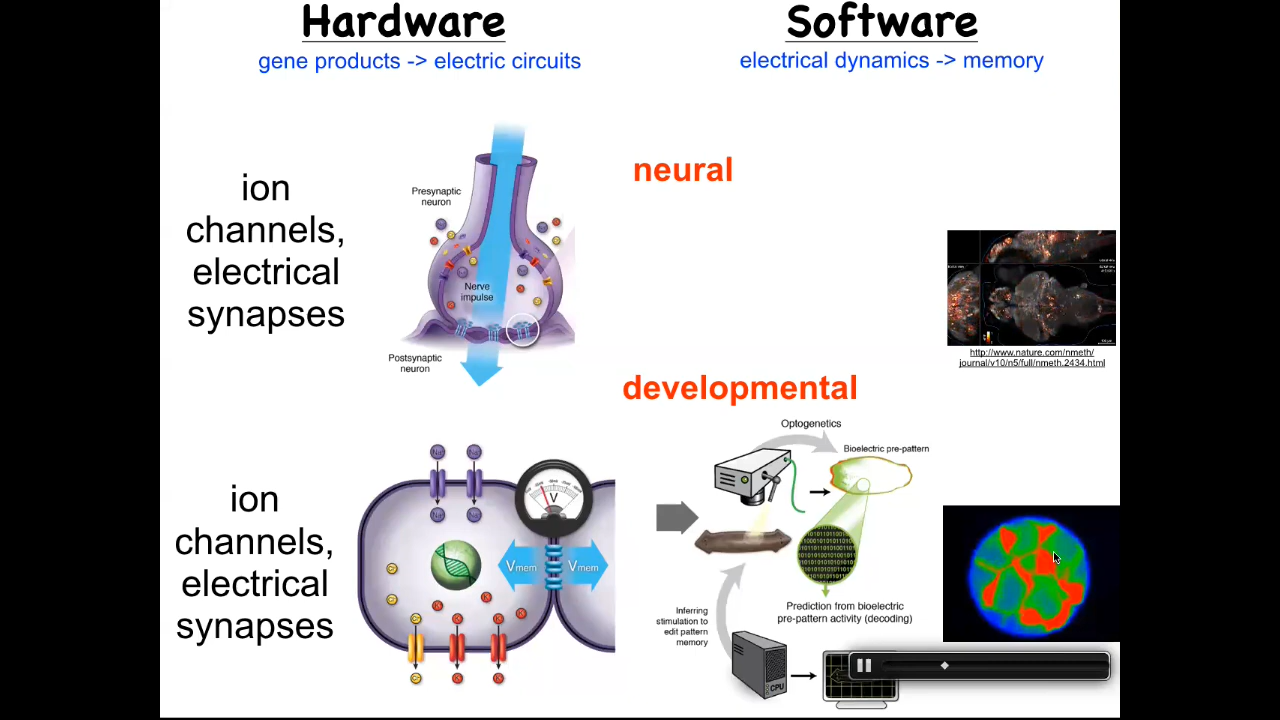 Hardware
gene products -> electric circuits
Software
electrical dynamics -> memory
neural
ion
channels,
electrical
synapses
Presynaptic
neuron
Nerve
impulse
Postsynaptic
neuron
http://www.nature.com/nmeth/
journal/v10/n5/full/nmeth.2434.html
developmental
ion
channels,
electrical
synapses
V
Vmem
Vmem
Optogenetics
Bioelectric pre-pattern
Prediction from bioelectric
pre-pattern activity (decoding)
Inferring
stimulation to
edit pattern
memory
CPU